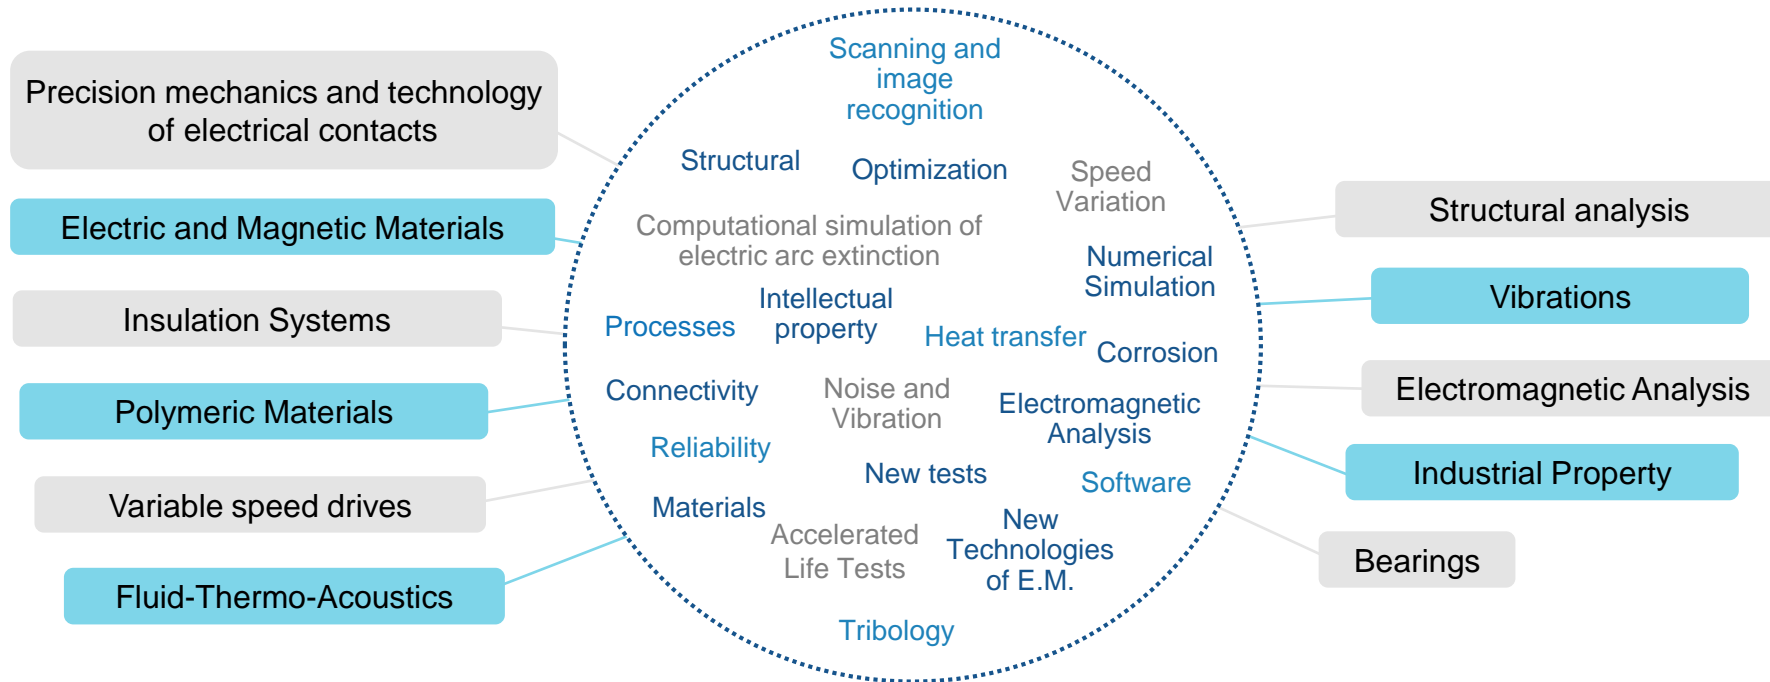 Precision mechanics and technology
of electrical contacts
Electric and Magnetic Materials
Insulation Systems
Polymeric Materials
Variable speed drives
Fluid-Thermo-Acoustics
Scanning and
image
recognition
Structural
Optimization
Speed
Variation
Computational simulation of
electric arc extinction
Numerical
Simulation
Intellectual
property
Processes
Heat transfer
Corrosion
Connectivity
Noise and
Vibration
Electromagnetic
Analysis
Reliability
New tests
Software
Materials
Accelerated
Life Tests
New
Technologies
of E.M.
Tribology
Structural analysis
Vibrations
Electromagnetic Analysis
Industrial Property
Bearings